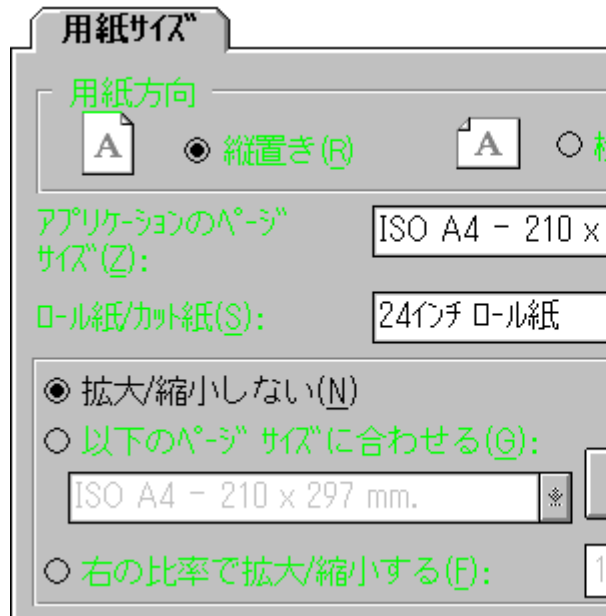 用紙サイズ
用紙方向
A 縦置き(R) A
アプリケーションのページ
サイズ(Z): ISO A4 - 210 x
ロール紙/カット紙(S): 24インチ ロール紙
拡大/縮小しない(N)
以下のページ サイズに合わせる(G):
ISO A4 - 210 x 297 mm.
右の比率で拡大/縮小する(F): 1